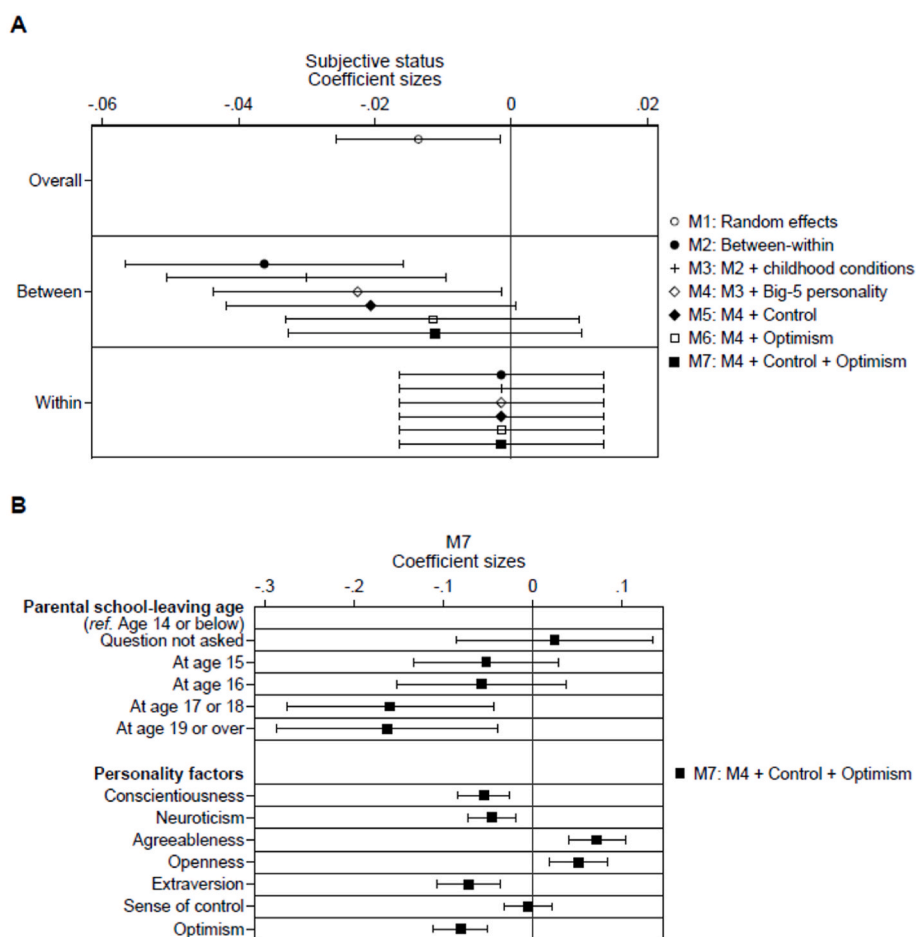 A
Subjective status
Coefficient sizes
-.06 -.04 -.02 0 .02
Overall
Between
Within
M1: Random effects
M2: Between-within
M3: M2 + childhood conditions
M4: M3 + Big-5 personality
M5: M4 + Control
M6: M4 + Optimism
M7: M4 + Control + Optimism
B
M7
Coefficient sizes
-.3 -.2 -.1 0 .1
Parental school-leaving age
(ref. Age 14 or below)
Question not asked
At age 15
At age 16
At age 17 or 18
At age 19 or over
Personality factors
M7: M4 + Control + Optimism
Conscientiousness
Neuroticism
Agreeableness
Openness
Extraversion
Sense of control
Optimism